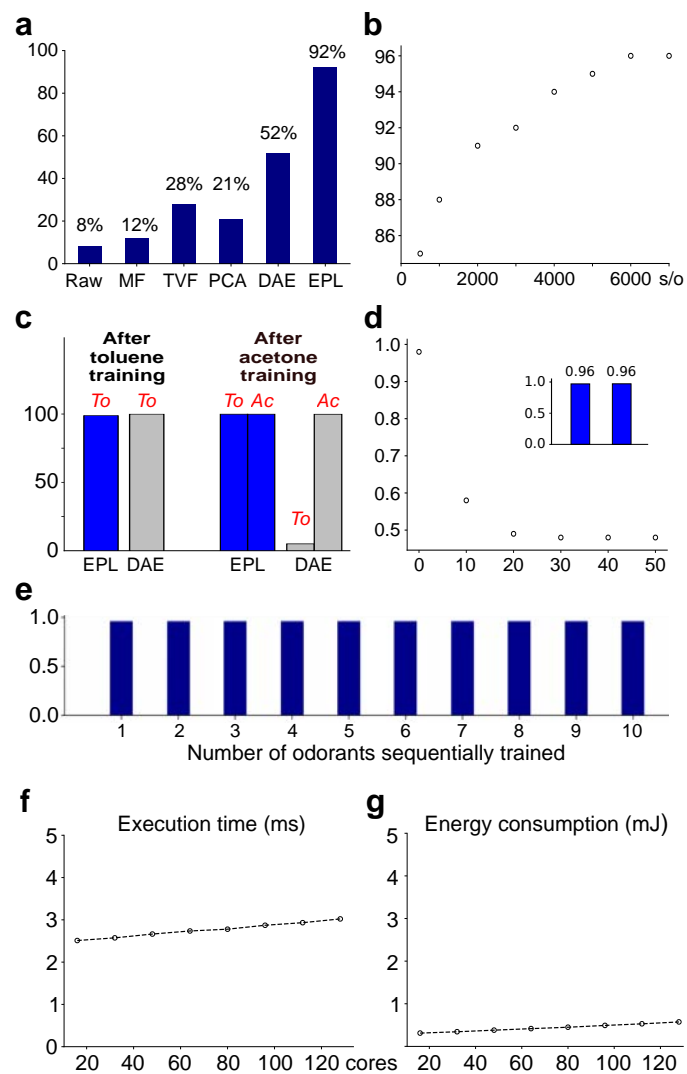 a
100
80
60
40
20
0
8%
12%
28%
21%
52%
92%
Raw MF TVF PCA DAE EPL
b
96
94
92
90
88
86
0 2000 4000 6000 s/o
c
After
toluene
training
After
acetone
training
To To To Ac To Ac
100
50
0
EPL DAE EPL DAE
d
1.0
0.9
0.8
0.7
0.6
0.5
0 10 20 30 40 50
0.96 0.96
1.0
0.5
0.0
e
1.0
0.5
0.0
1 2 3 4 5 6 7 8 9 10
Number of odorants sequentially trained
f
Execution time (ms)
5
4
3
2
1
0
20 40 60 80 100 120 cores
g
Energy consumption (mJ)
5
4
3
2
1
20 40 60 80 100 120